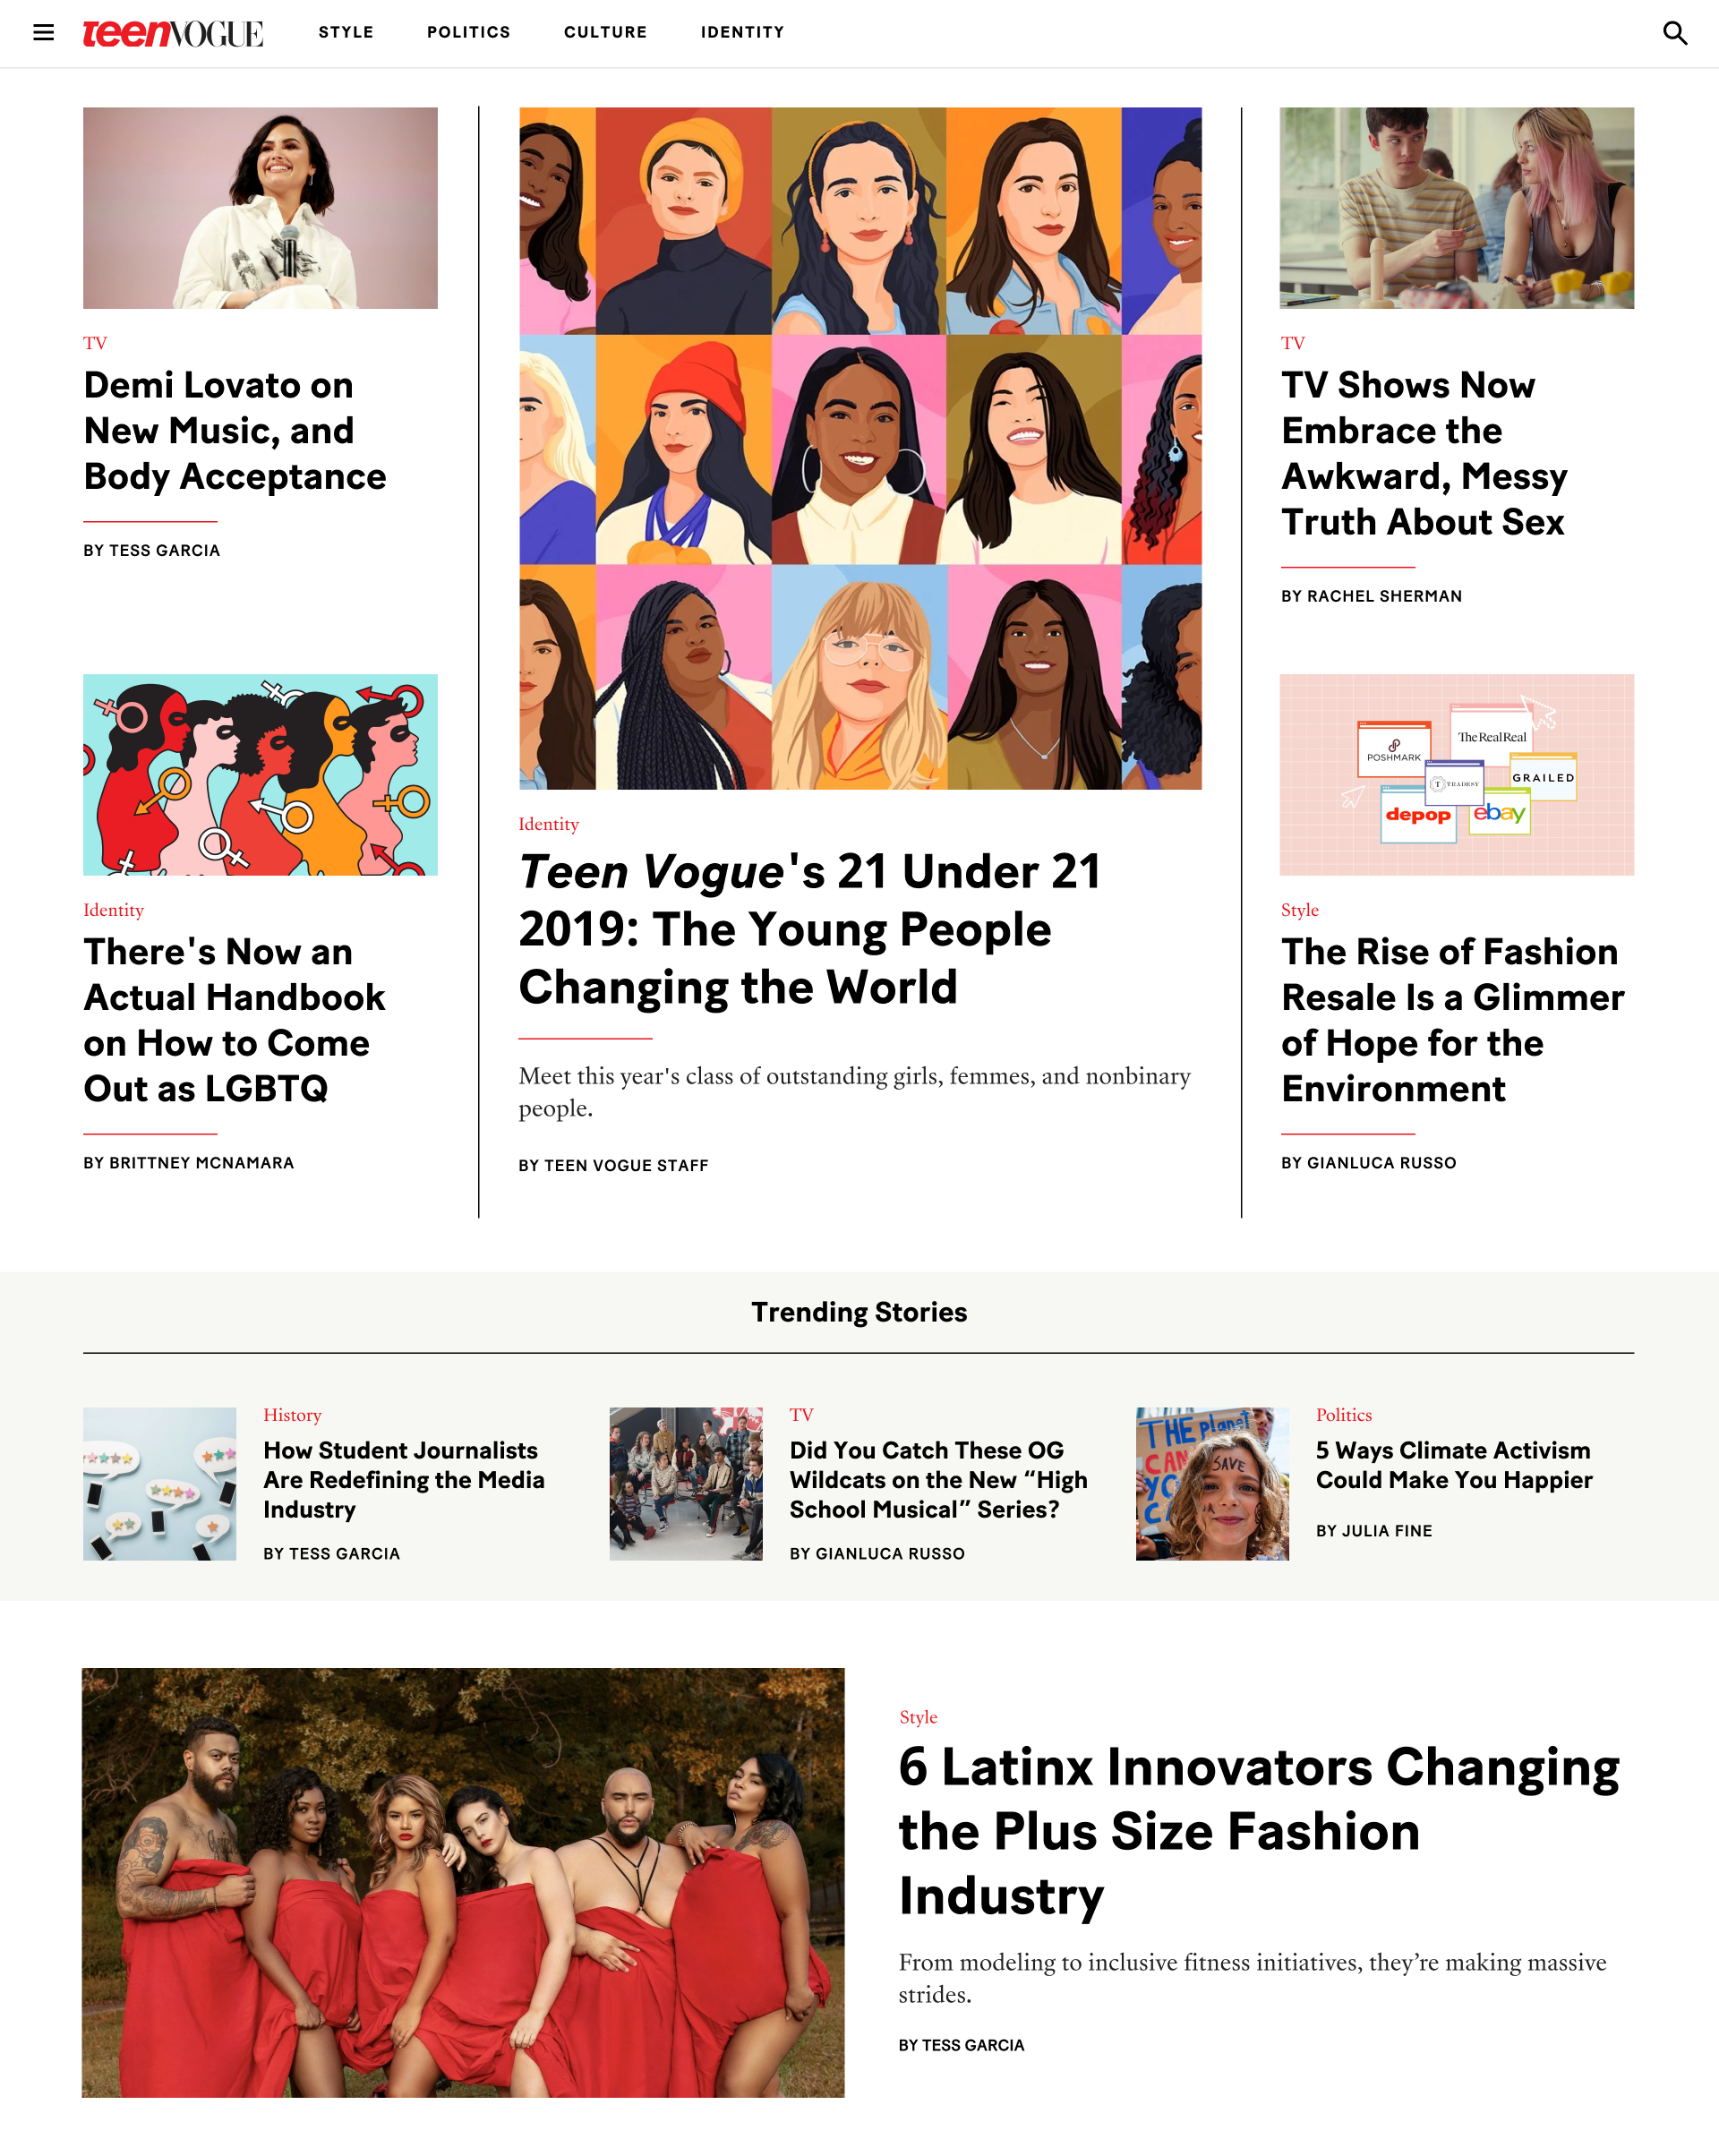 teenVOGUE
STYLE
POLITICS
CULTURE
IDENTITY
TV
Demi Lovato on
New Music, and
Body Acceptance
BY TESS GARCIA
Identity
There's Now an
Actual Handbook
on How to Come
Out as LGBTQ
BY BRITTNEY MCNAMARA
Identity
Teen Vogue's 21 Under 21
2019: The Young People
Changing the World
Meet this year's class of outstanding girls, femmes, and nonbinary
people.
BY TEEN VOGUE STAFF
TV
TV Shows Now
Embrace the
Awkward, Messy
Truth About Sex
BY RACHEL SHERMAN
POSHMARK
TheRealReal
TRADESY
GRAILED
depop
ebay
Style
The Rise of Fashion
Resale Is a Glimmer
of Hope for the
Environment
BY GIANLUCA RUSSO
Trending Stories
History
How Student Journalists
Are Redefining the Media
Industry
BY TESS GARCIA
TV
Did You Catch These OG
Wildcats on the New “High
School Musical” Series?
BY GIANLUCA RUSSO
THE planet
CAN
SAVE
Politics
5 Ways Climate Activism
Could Make You Happier
BY JULIA FINE
Style
6 Latinx Innovators Changing
the Plus Size Fashion
Industry
From modeling to inclusive fitness initiatives, they’re making massive
strides.
BY TESS GARCIA